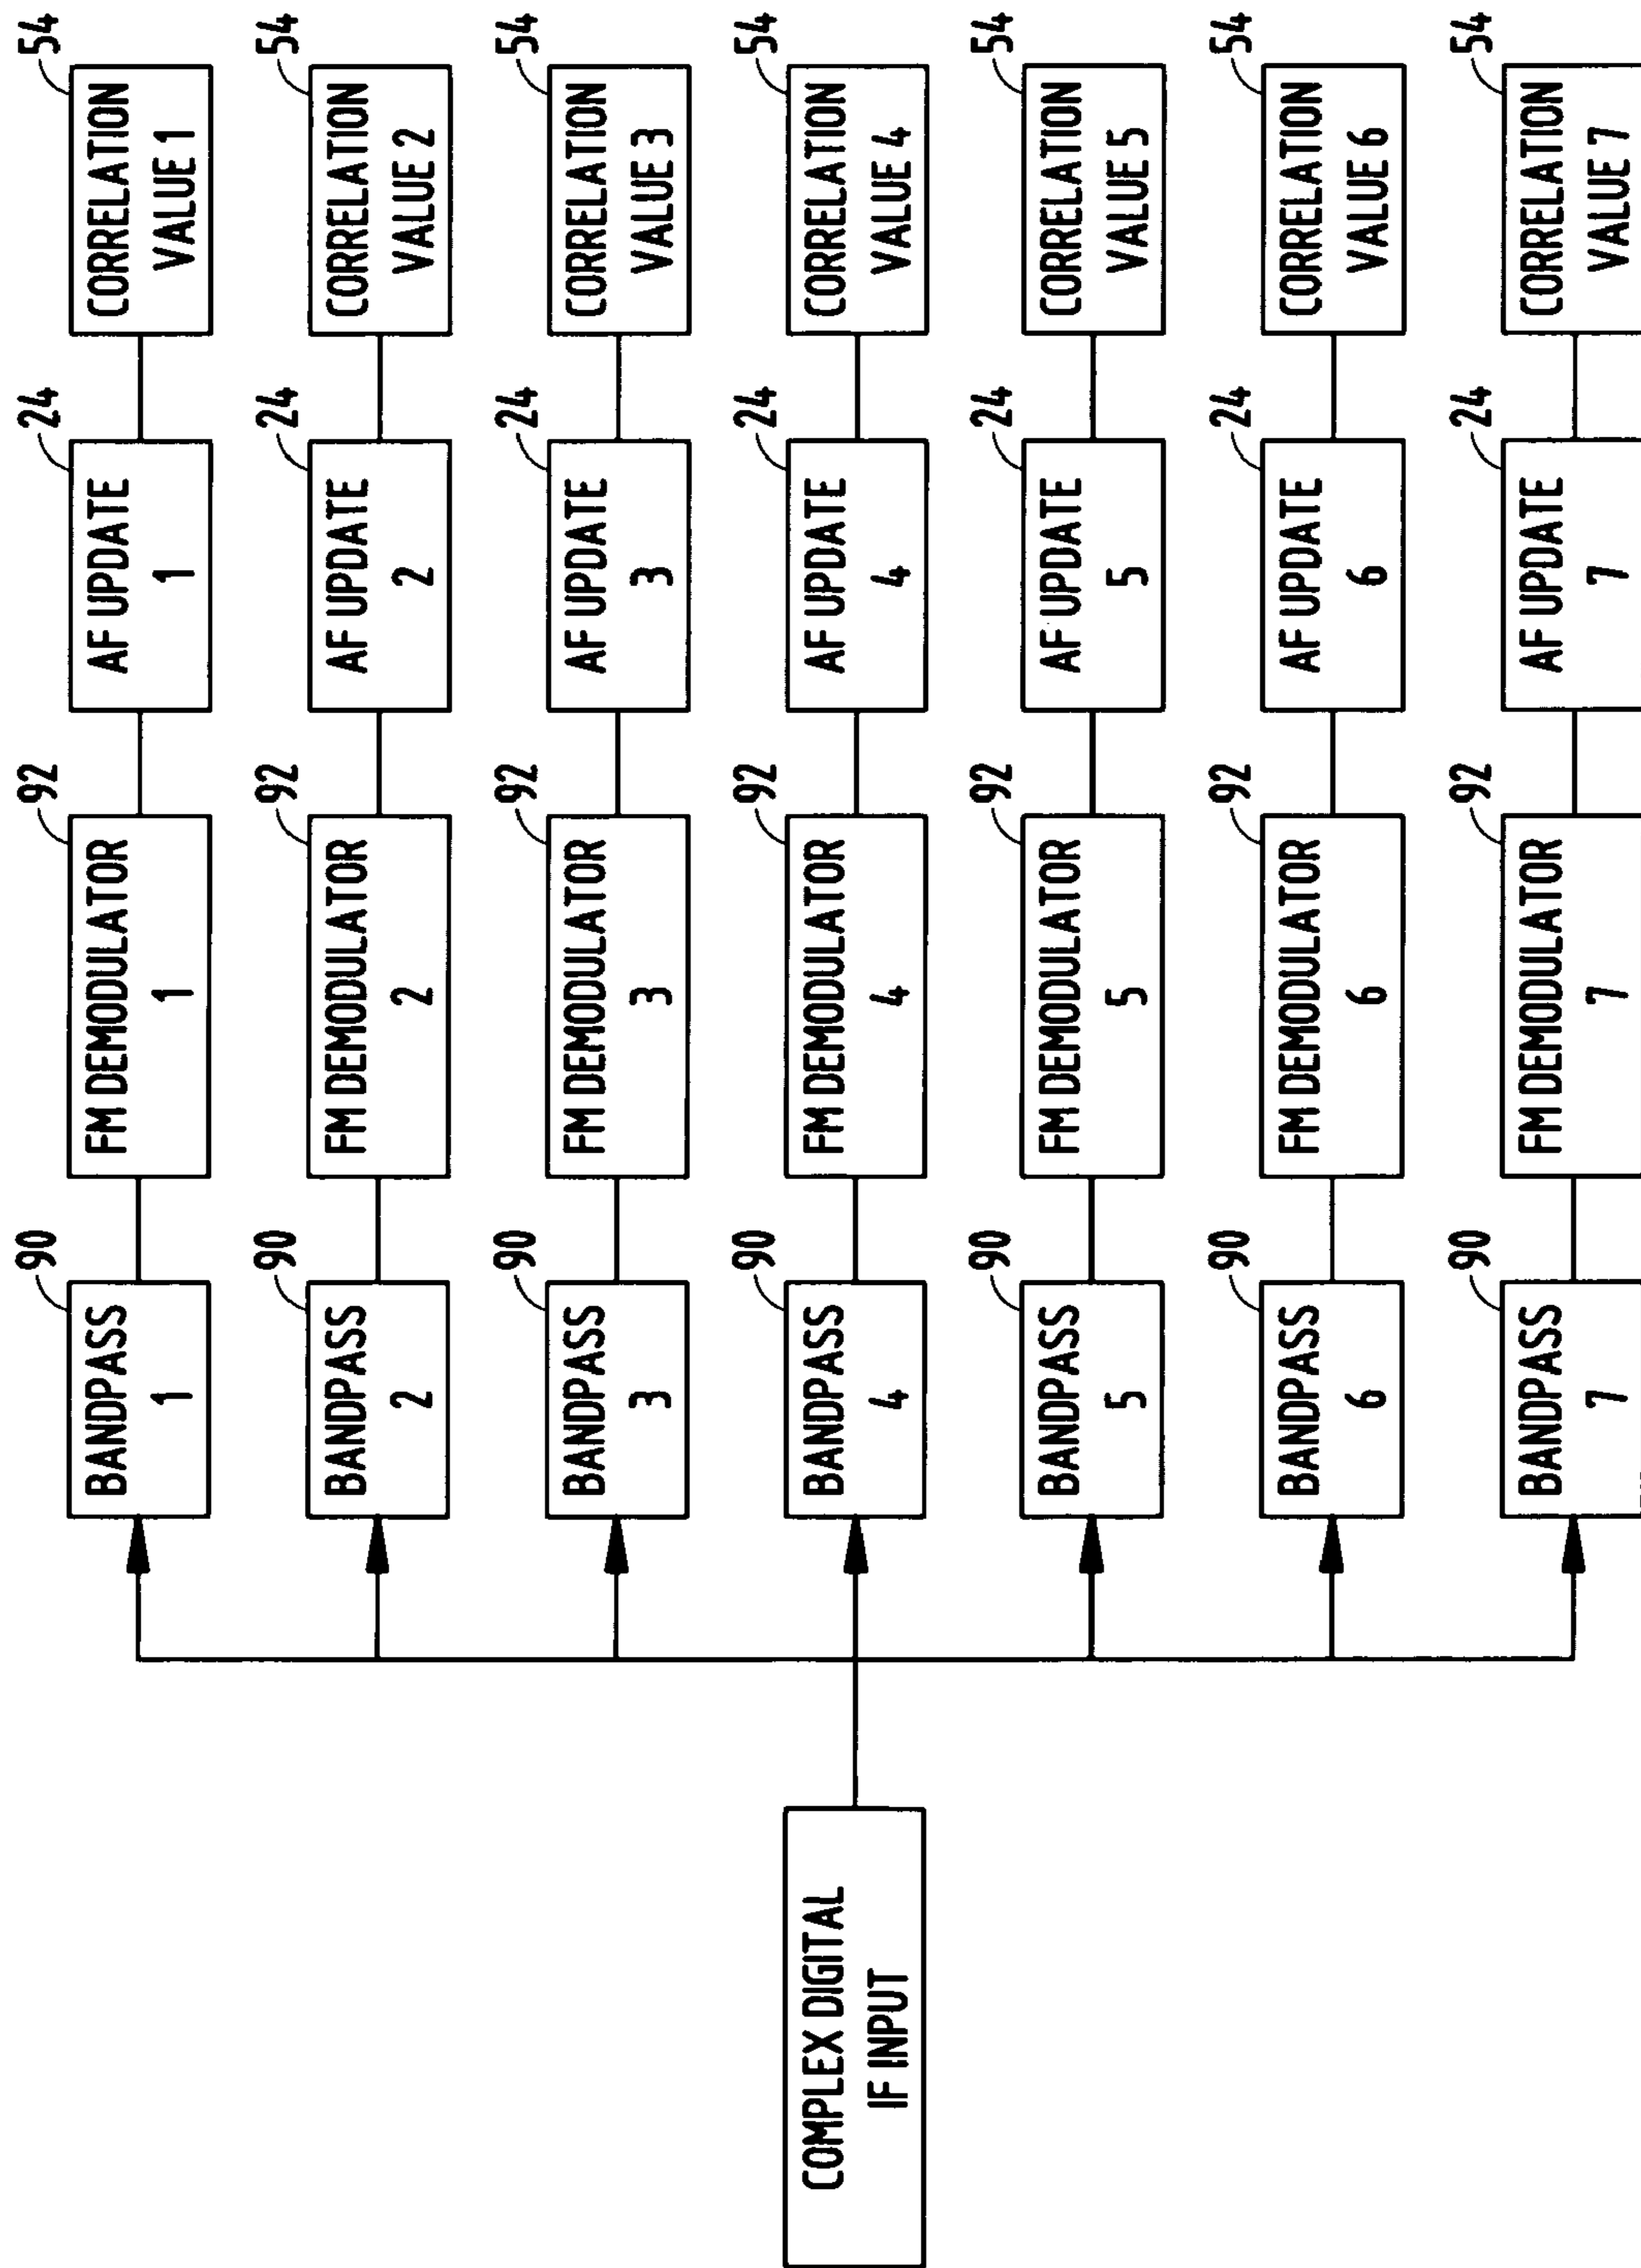 COMPLEX DIGITAL
IF INPUT
90
BANDPASS
1
92
FM DEMODULATOR
1
24
AF UPDATE
1
54
CORRELATION
VALUE 1
90
BANDPASS
2
92
FM DEMODULATOR
2
24
AF UPDATE
2
54
CORRELATION
VALUE 2
90
BANDPASS
3
92
FM DEMODULATOR
3
24
AF UPDATE
3
54
CORRELATION
VALUE 3
90
BANDPASS
4
92
FM DEMODULATOR
4
24
AF UPDATE
4
54
CORRELATION
VALUE 4
90
BANDPASS
5
92
FM DEMODULATOR
5
24
AF UPDATE
5
54
CORRELATION
VALUE 5
90
BANDPASS
6
92
FM DEMODULATOR
6
24
AF UPDATE
6
54
CORRELATION
VALUE 6
90
BANDPASS
7
92
FM DEMODULATOR
7
24
AF UPDATE
7
54
CORRELATION
VALUE 7